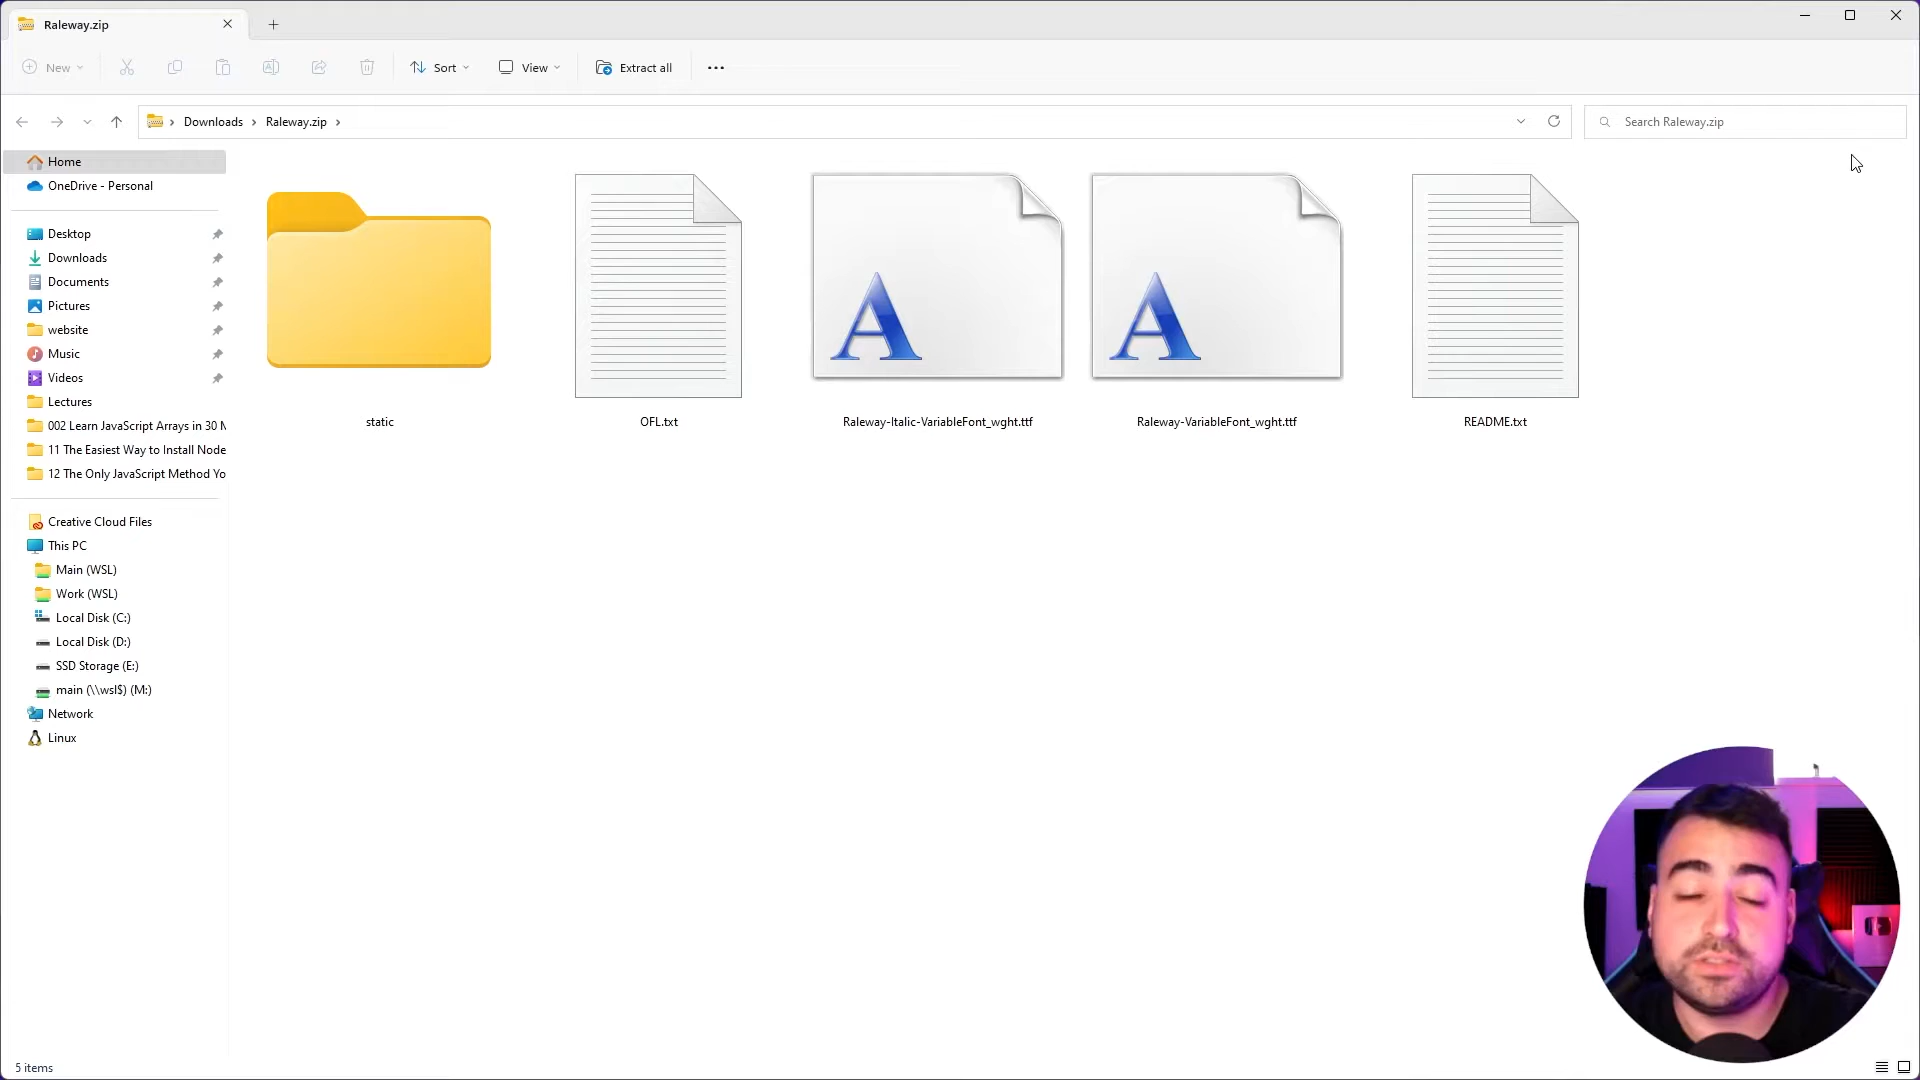 Raleway.zip
New
Sort
View
Extract all
Downloads
Raleway.zip
Search Raleway.zip
Home
OneDrive - Personal
Desktop
Downloads
Documents
Pictures
website
Music
Videos
Lectures
002 Learn JavaScript Arrays in 30 M
11 The Easiest Way to Install Node
12 The Only JavaScript Method Yo
Creative Cloud Files
This PC
Main (WSL)
Work (WSL)
Local Disk (C:)
Local Disk (D:)
SSD Storage (E:)
main (\\wsl$) (M:)
Network
Linux
static
OFL.txt
Raleway-Italic-VariableFont_wght.ttf
Raleway-VariableFont_wght.ttf
README.txt
A
A
5 items